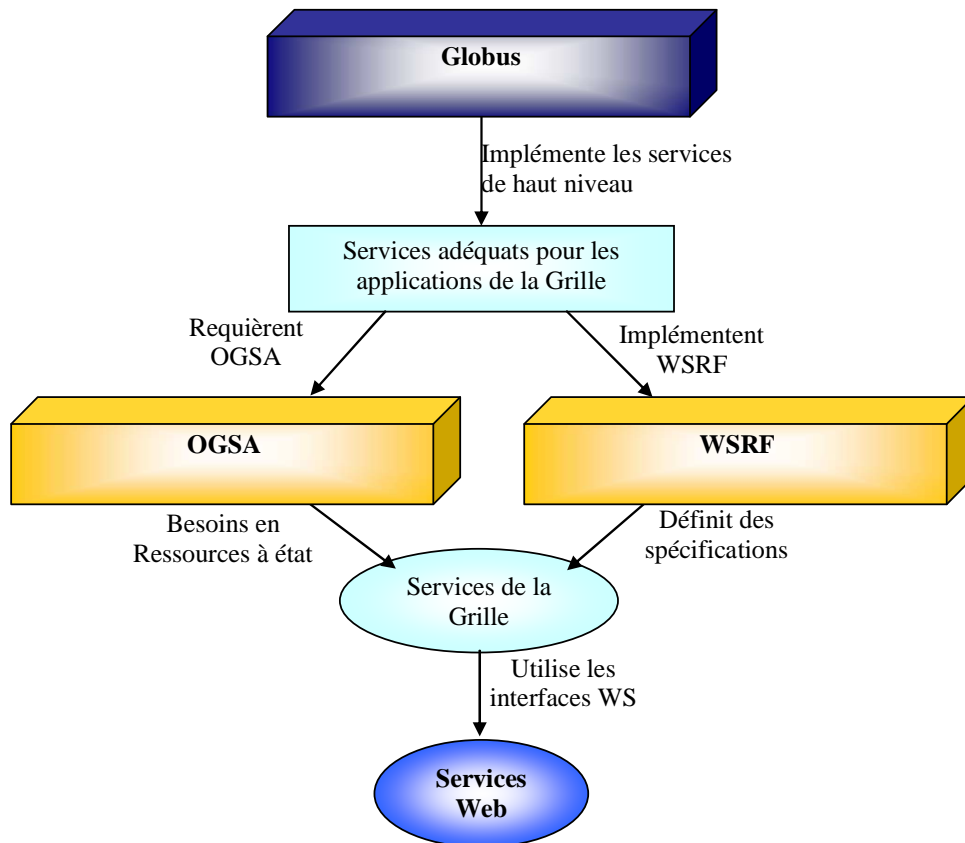 Globus
Implémente les services
de haut niveau
Services adéquats pour les
applications de la Grille
Requièrent
OGSA
Implémentent
WSRF
OGSA
WSRF
Besoins en
Ressources à état
Définit des
spécifications
Services de la
Grille
Utilise les
interfaces WS
Services
Web